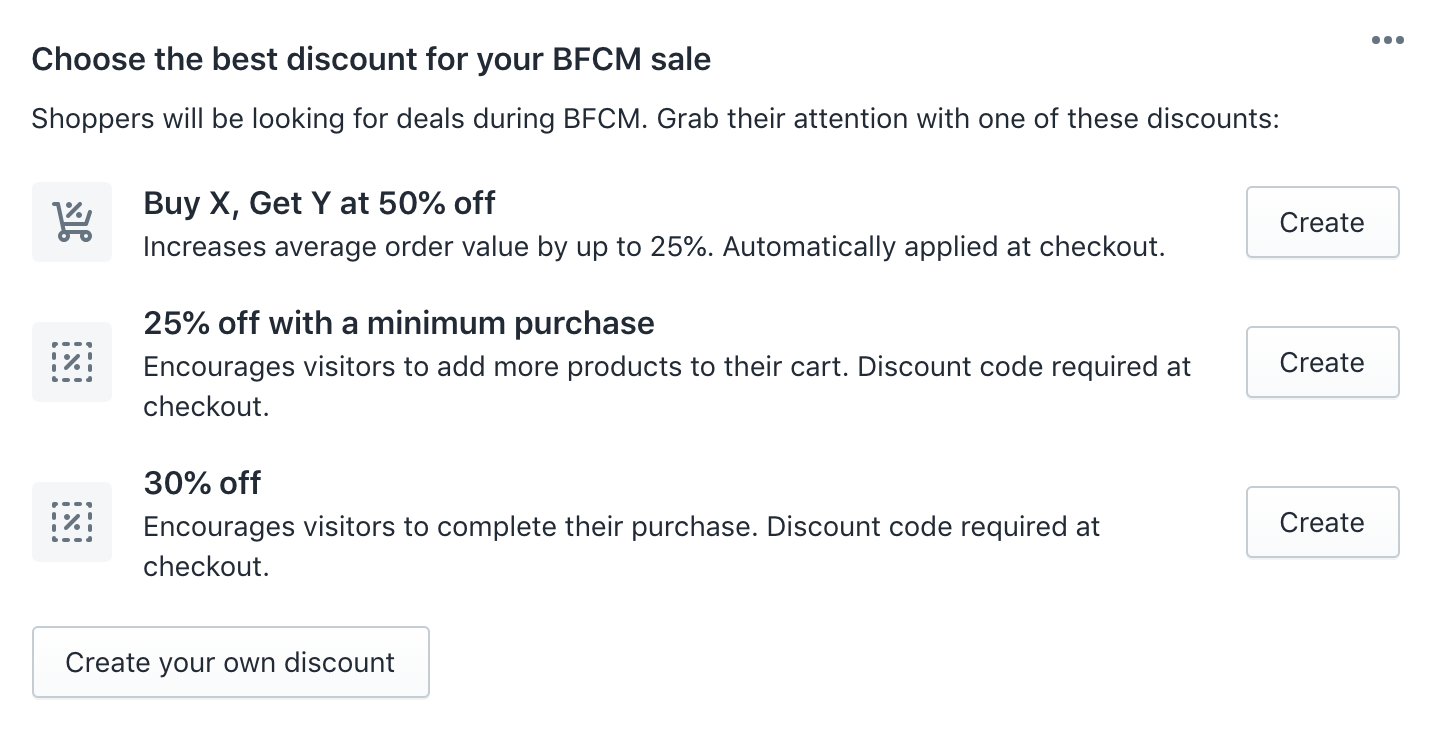 Choose the best discount for your BFCM sale
Shoppers will be looking for deals during BFCM. Grab their attention with one of these discounts:
Buy X, Get Y at 50% off
Increases average order value by up to 25%. Automatically applied at checkout.
Create
25% off with a minimum purchase
Encourages visitors to add more products to their cart. Discount code required at
checkout.
Create
30% off
Encourages visitors to complete their purchase. Discount code required at
checkout.
Create
Create your own discount